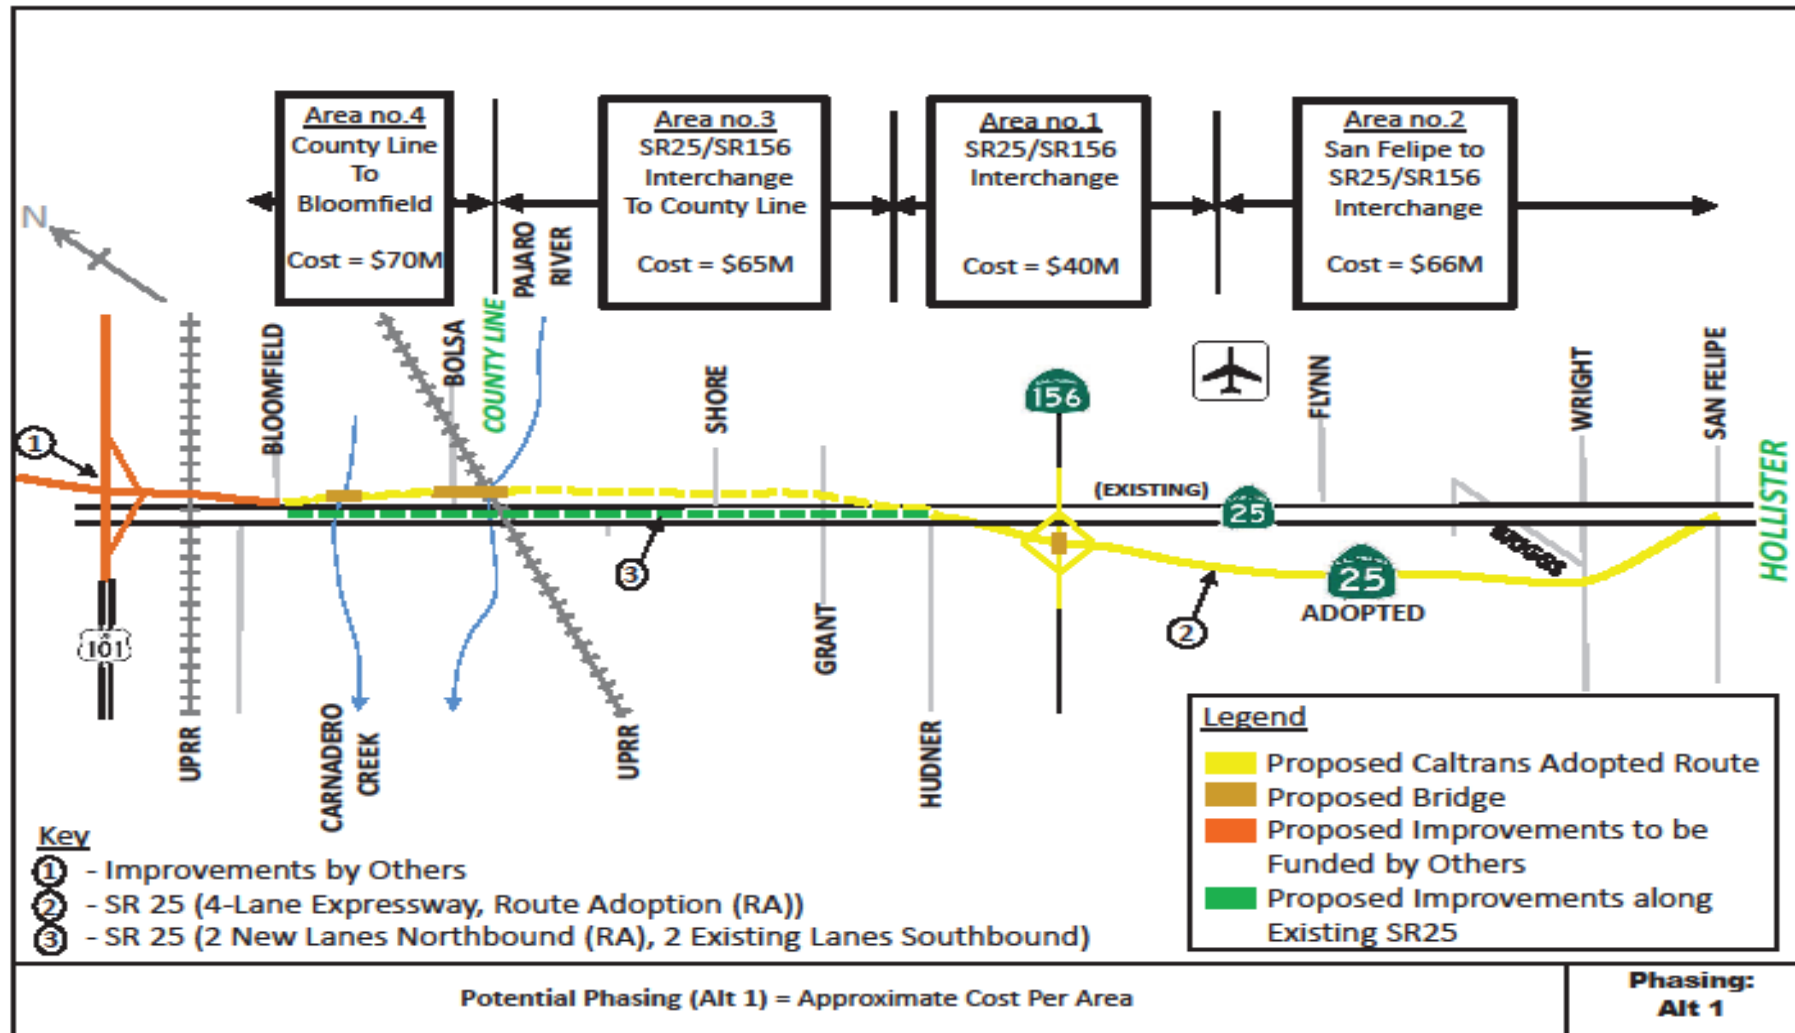 Area no.4
County Line
To
Bloomfield
Cost = $70M
Area no.3
SR25/SR156
Interchange
To County Line
Cost = $65M
Area no.1
SR25/SR156
Interchange
Cost = $40M
Area no.2
San Felipe to
SR25/SR156
Interchange
Cost = $66M
N
BLOOMFIELD
BOLSA
COUNTY LINE
PAJARO
RIVER
SHORE
156
FLYNN
WRIGHT
SAN FELIPE
HOLLISTER
1
(EXISTING)
25
BRIGGS
3
2
25
ADOPTED
101
UPRR
CARNADERO
CREEK
UPRR
GRANT
HUDNER
Legend
Proposed Caltrans Adopted Route
Proposed Bridge
Proposed Improvements to be
Funded by Others
Proposed Improvements along
Existing SR25
Key
1 - Improvements by Others
2 - SR 25 (4-Lane Expressway, Route Adoption (RA))
3 - SR 25 (2 New Lanes Northbound (RA), 2 Existing Lanes Southbound)
Potential Phasing (Alt 1) = Approximate Cost Per Area
Phasing:
Alt 1